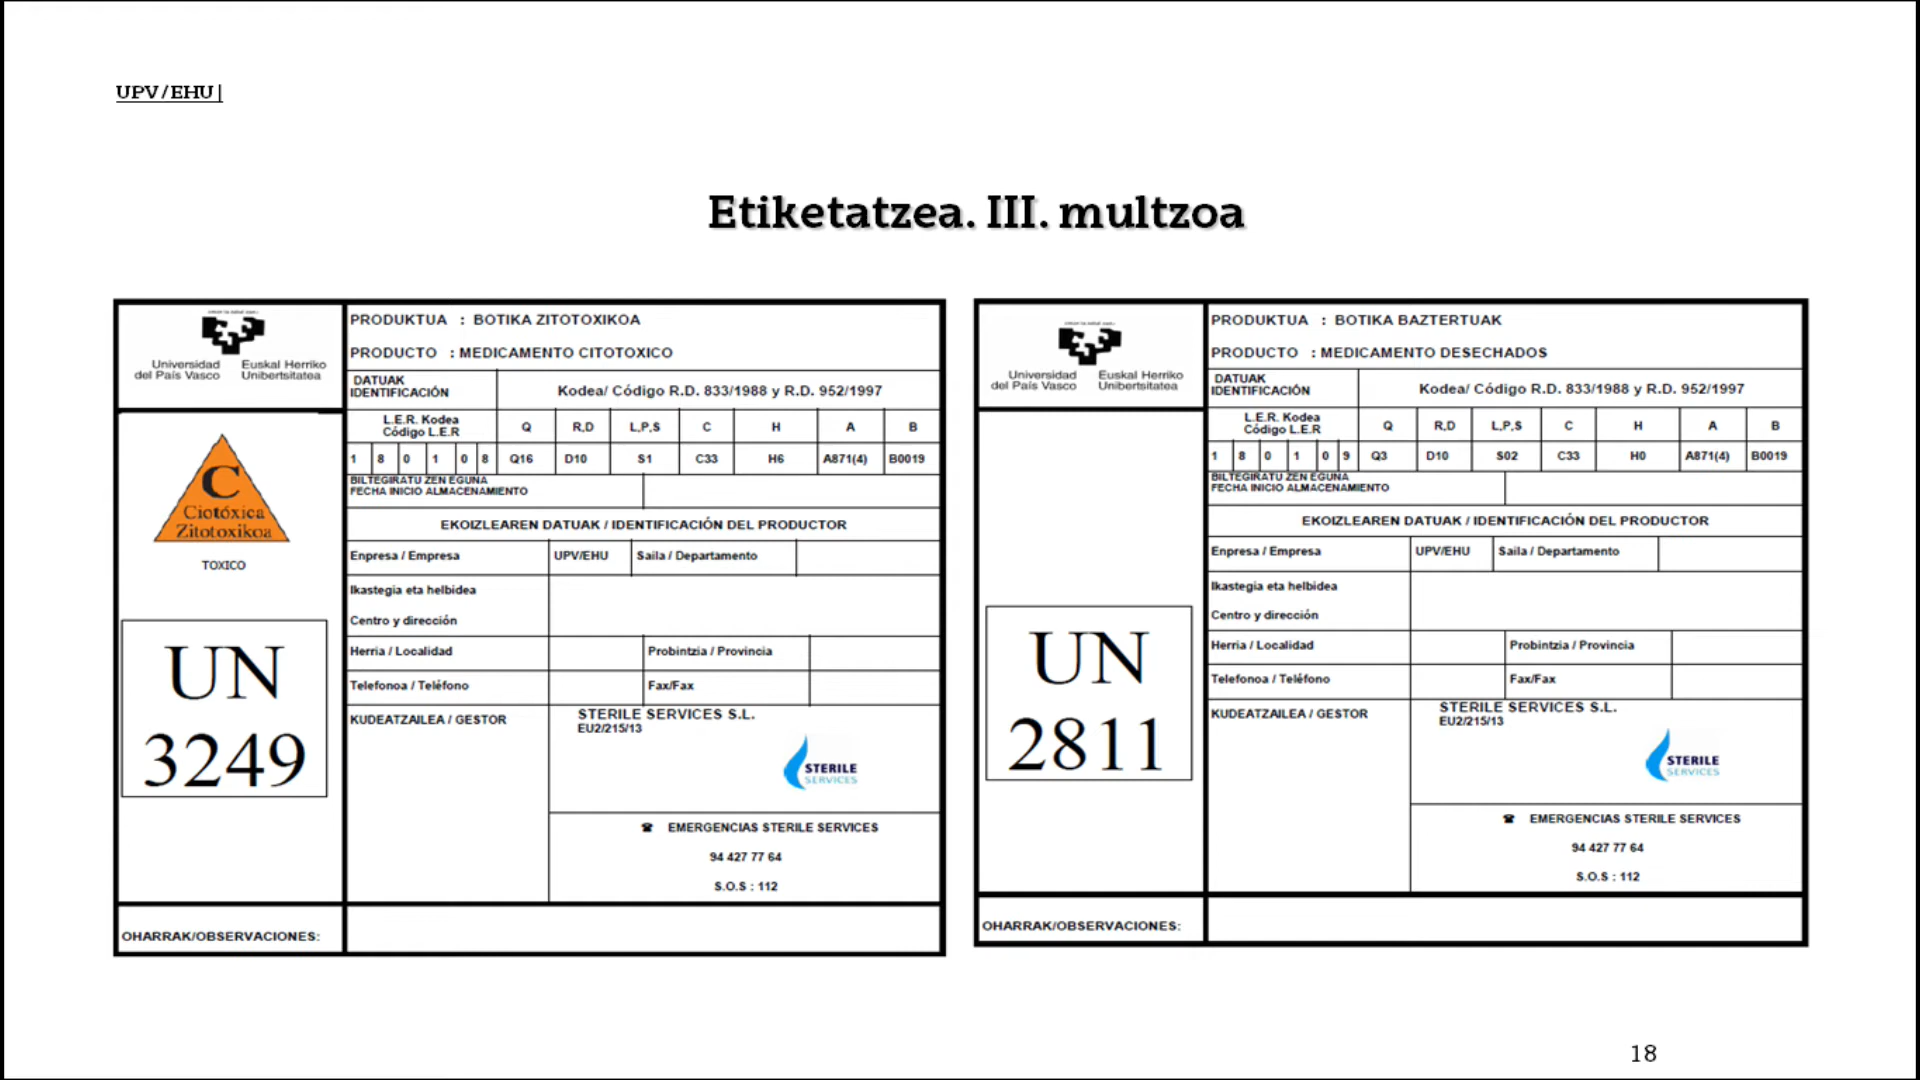 UPV/EHU|
Etiketatzea. III. multzoa
Universidad del País Vasco
Euskal Herriko Unibertsitatea
PRODUKTUA : BOTIKA ZITOTOXIKOA
PRODUCTO : MEDICAMENTO CITOTOXICO
DATUAK IDENTIFICACIÓN
Kodea/ Código R.D. 833/1988 y R.D. 952/1997
L.E.R. Kodea Código L.E.R
Q R,D L,P,S C H A B
1 8 0 1 0 8 Q16 D10 S1 C33 H6 A871(4) B0019
BILTEGIRATU ZEN EGUNA
FECHA INICIO ALMACENAMIENTO
C
Ciotóxica
Zitotoxikoa
TOXICO
EKOIZLEAREN DATUAK / IDENTIFICACIÓN DEL PRODUCTOR
Enpresa / Empresa UPV/EHU Saila / Departamento
Ikastegia eta helbidea
Centro y dirección
UN
3249
Herria / Localidad Probintzia / Provincia
Telefonoa / Teléfono Fax/Fax
KUDEATZAILEA / GESTOR
STERILE SERVICES S.L.
EU2/215/13
STERILE
SERVICES
☎ EMERGENCIAS STERILE SERVICES
94 427 77 64
S.O.S : 112
OHARRAK/OBSERVACIONES:
Universidad del País Vasco
Euskal Herriko Unibertsitatea
PRODUKTUA : BOTIKA BAZTERTUAK
PRODUCTO : MEDICAMENTO DESECHADOS
DATUAK IDENTIFICACIÓN
Kodea/ Código R.D. 833/1988 y R.D. 952/1997
L.E.R. Kodea Código L.E.R
Q R,D L,P,S C H A B
1 8 0 1 0 9 Q3 D10 S02 C33 H0 A871(4) B0019
BILTEGIRATU ZEN EGUNA
FECHA INICIO ALMACENAMIENTO
EKOIZLEAREN DATUAK / IDENTIFICACIÓN DEL PRODUCTOR
Enpresa / Empresa UPV/EHU Saila / Departamento
Ikastegia eta helbidea
Centro y dirección
UN
2811
Herria / Localidad Probintzia / Provincia
Telefonoa / Teléfono Fax/Fax
KUDEATZAILEA / GESTOR
STERILE SERVICES S.L.
EU2/215/13
STERILE
SERVICES
☎ EMERGENCIAS STERILE SERVICES
94 427 77 64
S.O.S : 112
OHARRAK/OBSERVACIONES:
18